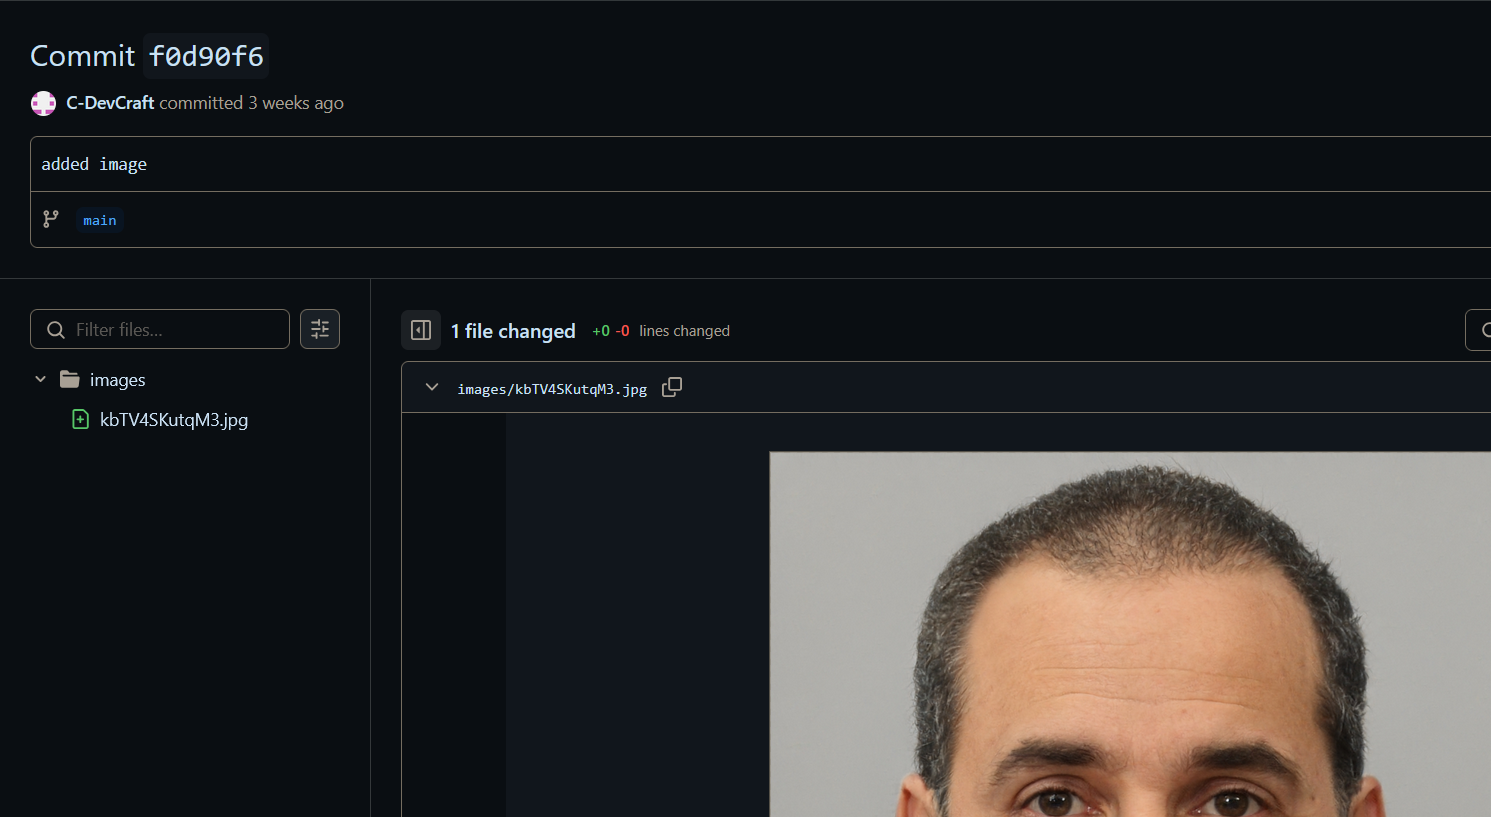 Commit f0d90f6
C-DevCraft committed 3 weeks ago
added image
main
Filter files...
images
kbTV4SKutqM3.jpg
1 file changed +0 -0 lines changed
images/kbTV4SKutqM3.jpg